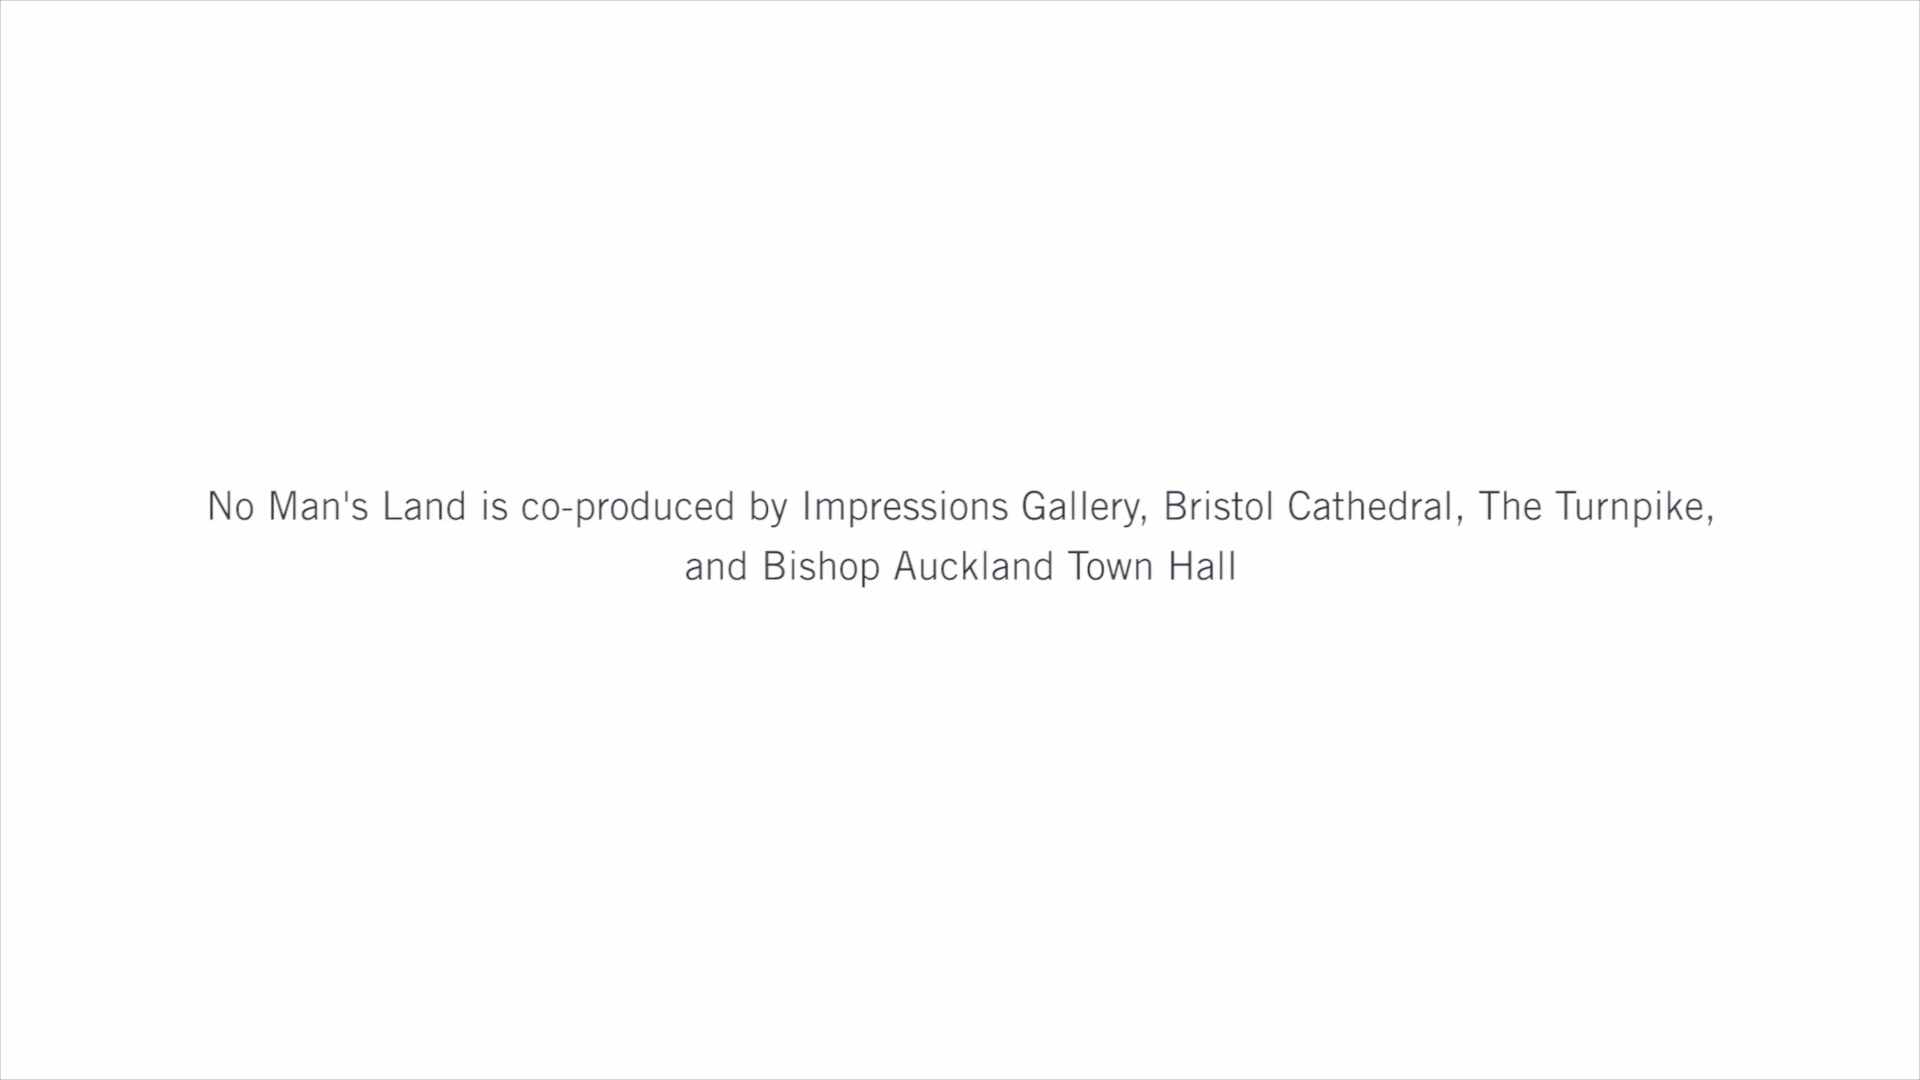 No Man's Land is co-produced by Impressions Gallery, Bristol Cathedral, The Turnpike,
and Bishop Auckland Town Hall